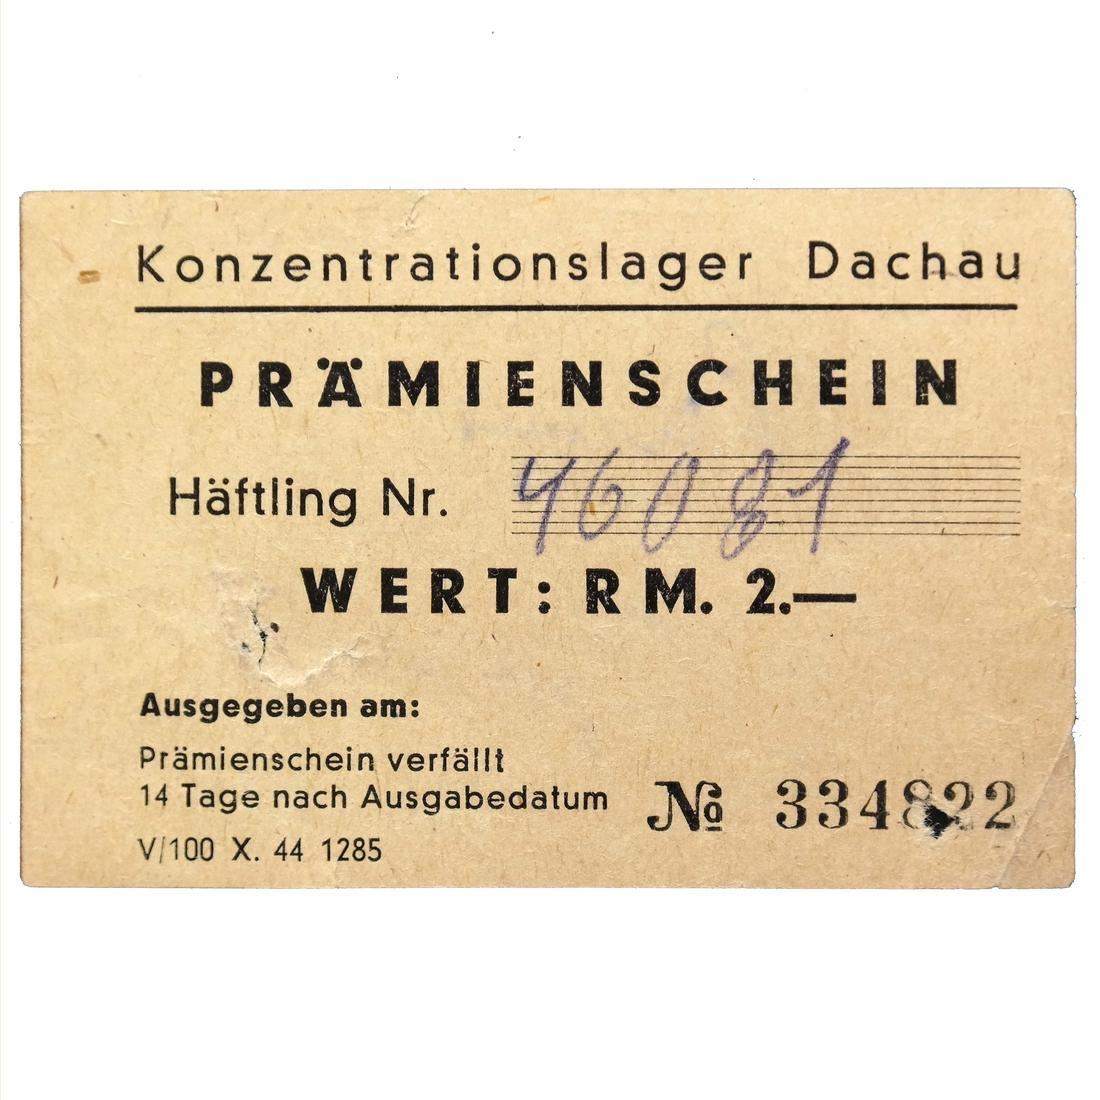 Konzentrationslager Dachau
PRÄMIENSCHEIN
Häftling Nr. 46081
WERT: RM. 2.—
Ausgegeben am:
Prämienschein verfällt
14 Tage nach Ausgabedatum
№ 334822
V/100 X. 44 1285